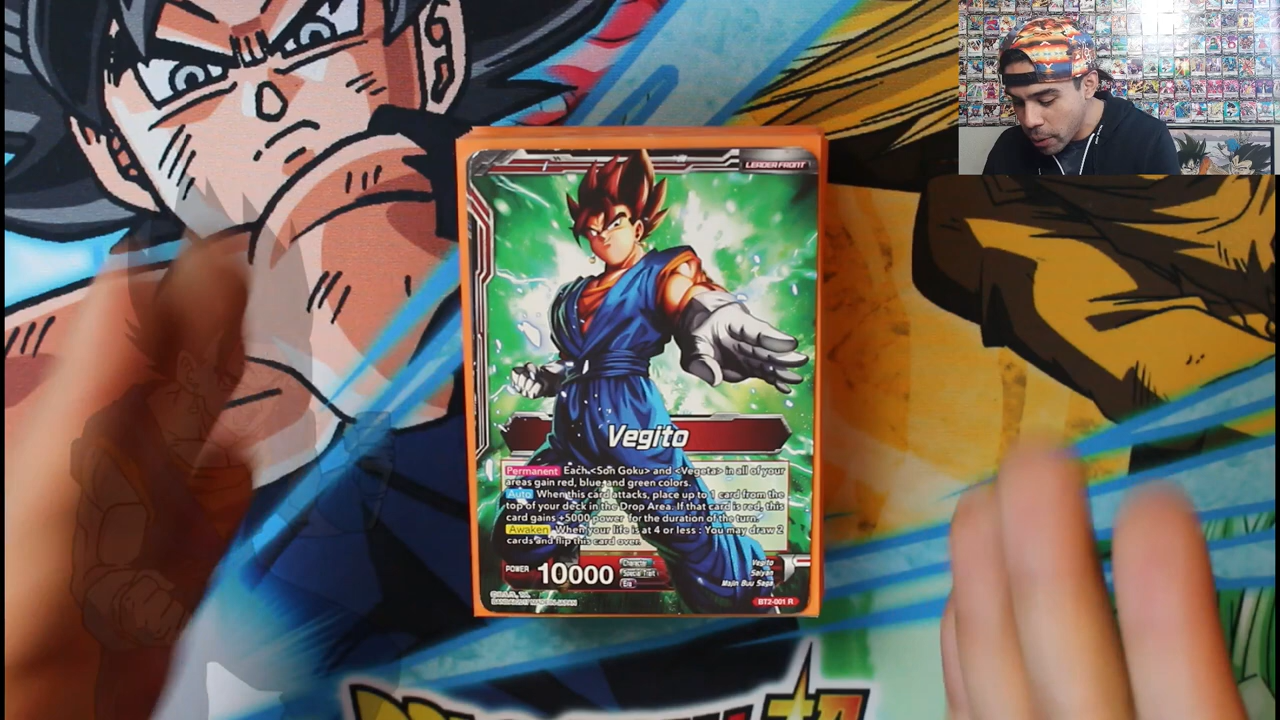 LEADER FRONT
Vegito
Permanent Each <Son Goku> and <Vegeta> in all of your
areas gain red, blue and green colors.
Auto When this card attacks, place up to 1 card from the
top of your deck in the Drop Area. If that card is red, this
card gains +5000 power for the duration of the turn.
Awaken When your life is at 4 or less : You may draw 2
cards and flip this card over.
POWER 10000
Character Vegito
Special Trait Saiyan
Era Majin Buu Saga
BT2-001 R